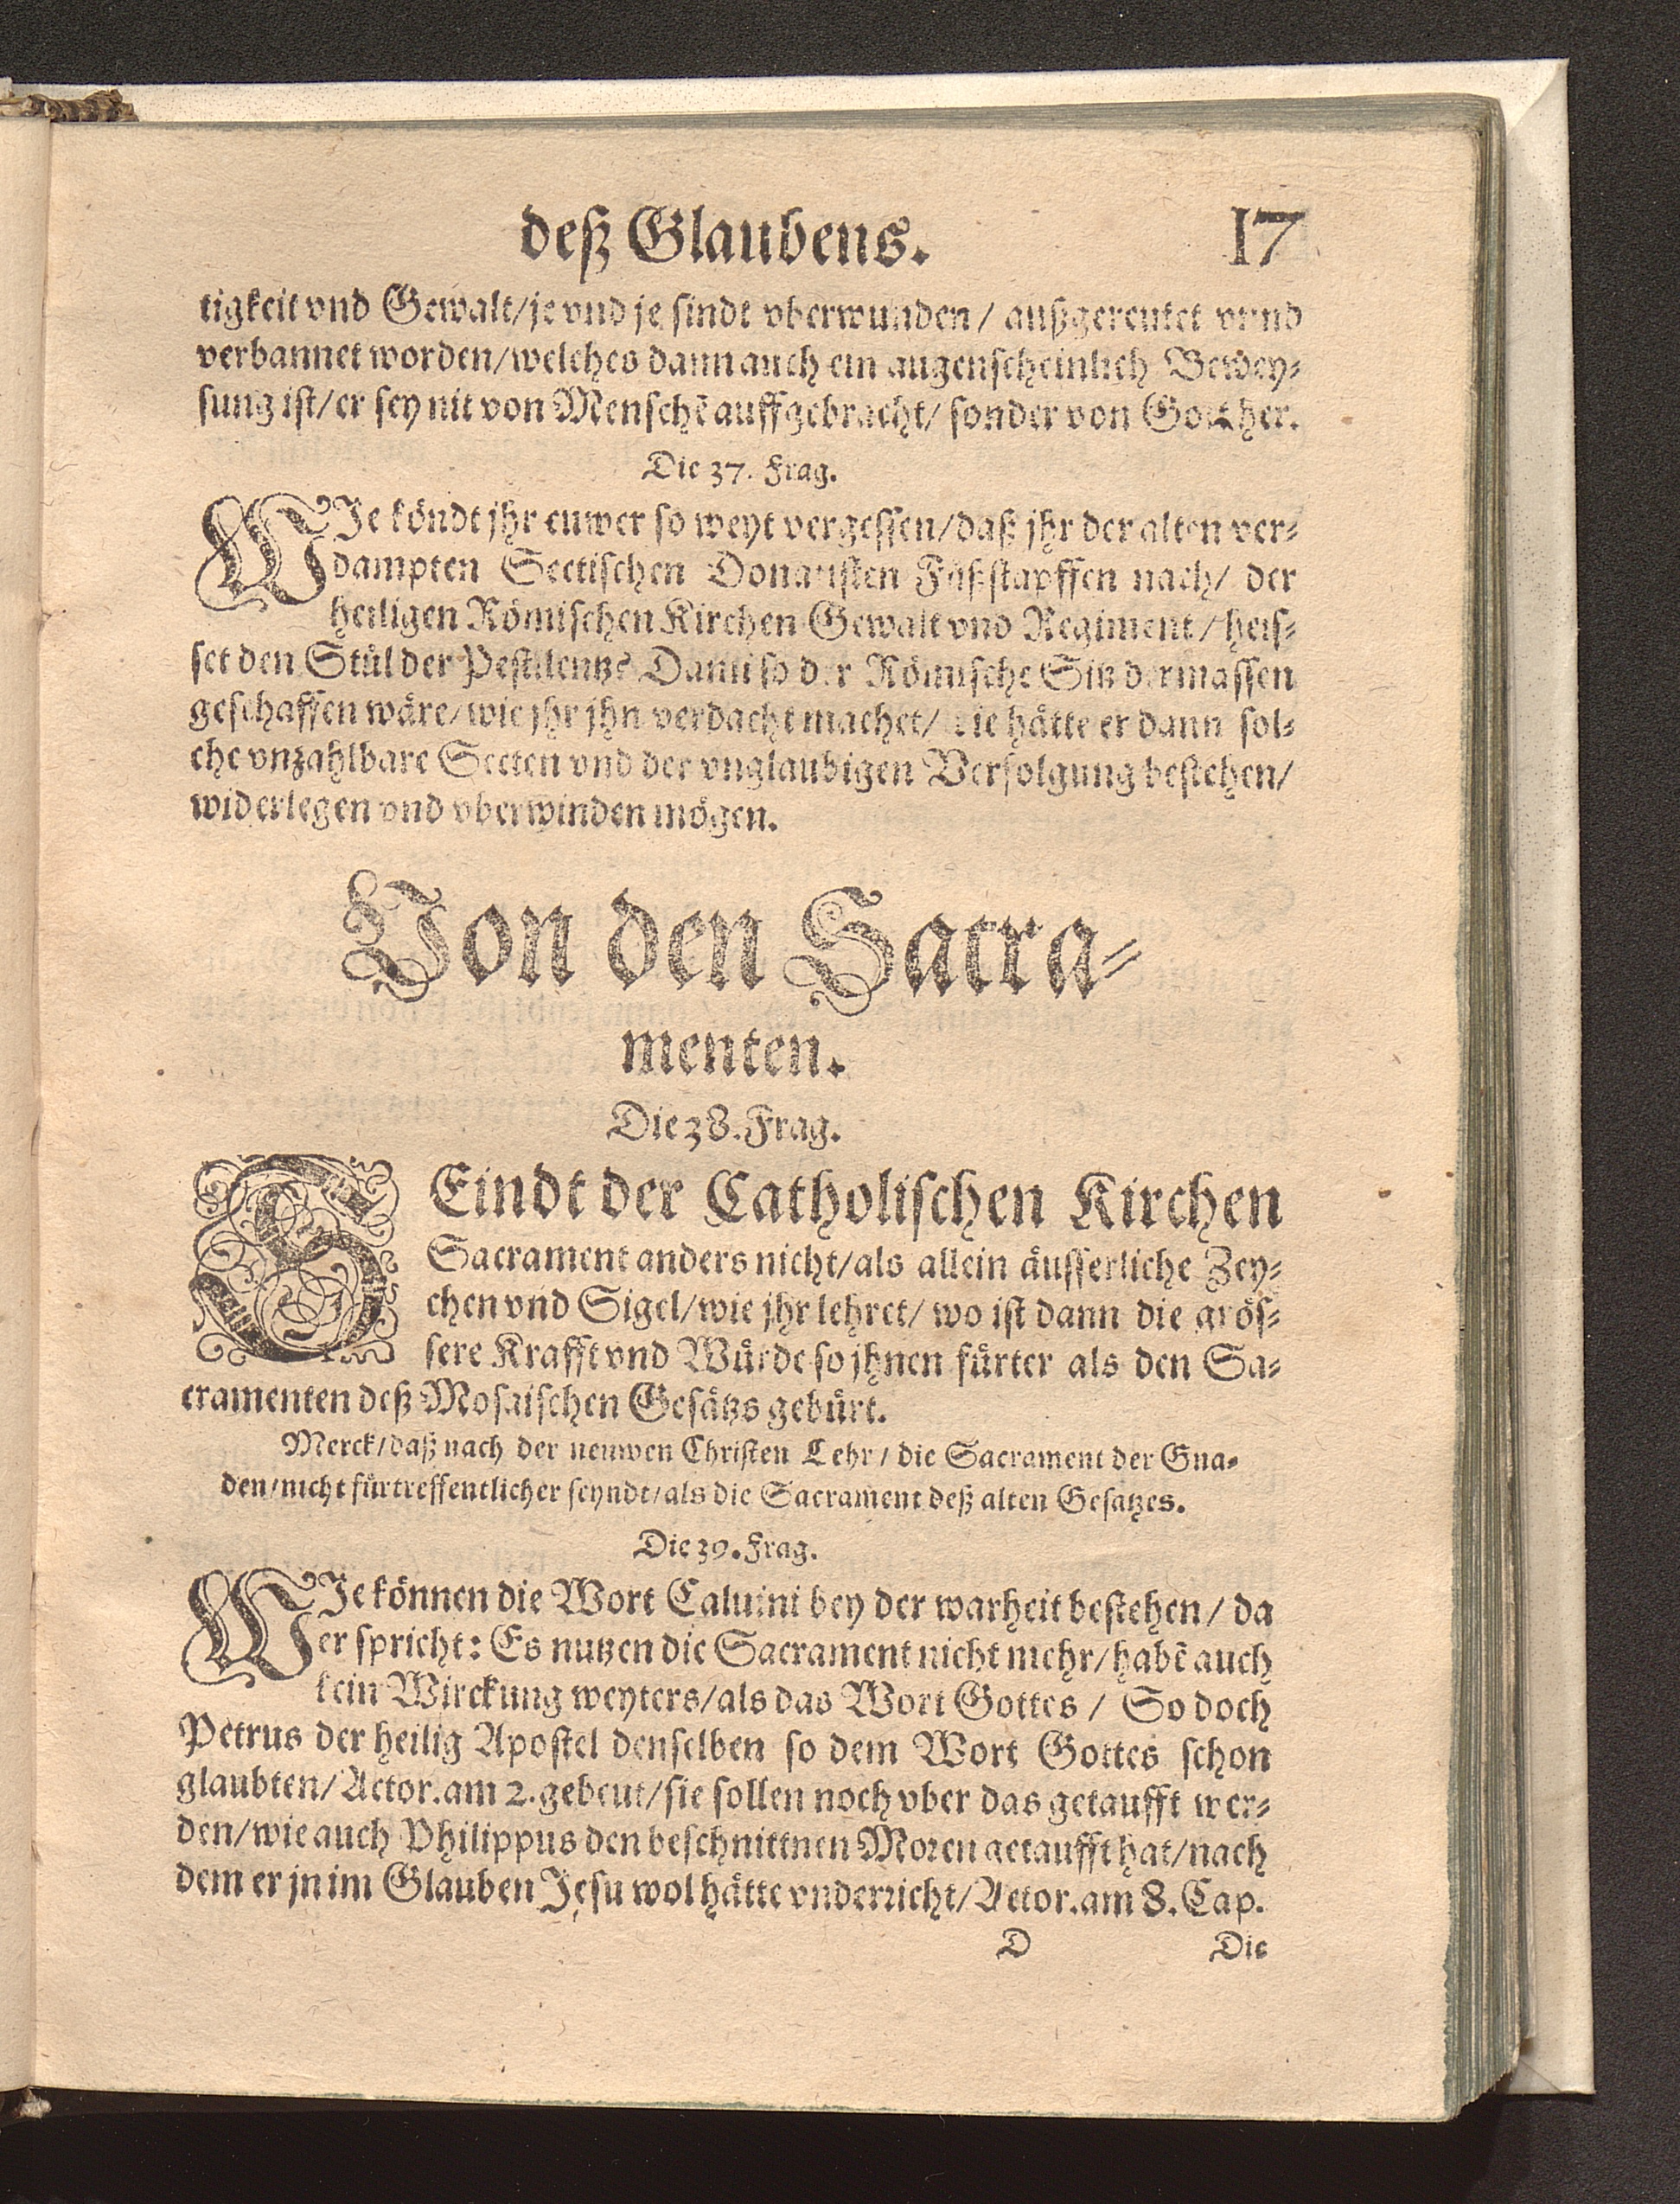 deß Glaubens. 17
tigkeit vnd Gewalt/je vnd je sindt vberwunden/ außgereutet vnnd
verbannet worden/welches dann auch ein augenscheinlich Bewey-
sung ist/er sey nit von Menschẽ auffgebracht/ sonder von Gott her.
Die 37. Frag.
WIe köndt jhr euwer so weyt vergessen/daß jhr der alten ver-
dampten Sectischen Donatisten Fůßstapffen nach/ der
heiligen Römischen Kirchen Gewalt vnd Regiment/heis-
set den Stůl der Pestilentz? Dann so der Römische Sitz dermassen
geschaffen wäre/wie jhr jhn verdacht machet/ wie hätte er dann sol-
che vnzahlbare Secten vnd der vnglaubigen Verfolgung bestehen/
widerlegen vnd vberwinden mögen.
Von den Sacra-
menten.
Die 38. Frag.
SEindt der Catholischen Kirchen
Sacrament anders nicht/als allein äusserliche Zey-
chen vnd Sigel/wie jhr lehret/ wo ist dann die grös-
sere Krafft vnd Würde so jhnen fürter als den Sa-
cramenten deß Mosaischen Gesätzs gebürt.
Merck/daß nach der neuwen Christen Lehr/ die Sacrament der Gna-
den/nicht fürtreffentlicher seyndt/als die Sacrament deß alten Gesatzes.
Die 39. Frag.
WIe können die Wort Caluini bey der warheit bestehen/ da
er spricht: Es nutzen die Sacrament nicht mehr/habẽ auch
kein Wirckung weyters/als das Wort Gottes/ So doch
Petrus der heilig Apostel denselben so dem Wort Gottes schon
glaubten/Actor. am 2. gebeut/sie sollen noch vber das getaufft wer-
den/wie auch Philippus den beschnittnen Moren getaufft hat/nach
dem er jn im Glauben Jesu wol hätte vnderricht/Actor. am 8. Cap.
D Die